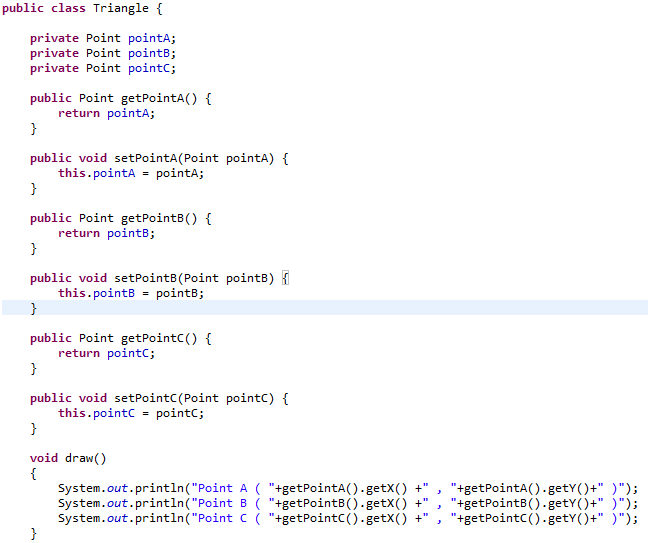 public class Triangle {
private Point pointA;
private Point pointB;
private Point pointC;
public Point getPointA() {
return pointA;
}
public void setPointA(Point pointA) {
this.pointA = pointA;
}
public Point getPointB() {
return pointB;
}
public void setPointB(Point pointB) {
this.pointB = pointB;
}
public Point getPointC() {
return pointC;
}
public void setPointC(Point pointC) {
this.pointC = pointC;
}
void draw()
{
System.out.println("Point A ( "+getPointA().getX() +" , "+getPointA().getY()+" )");
System.out.println("Point B ( "+getPointB().getX() +" , "+getPointB().getY()+" )");
System.out.println("Point C ( "+getPointC().getX() +" , "+getPointC().getY()+" )");
}